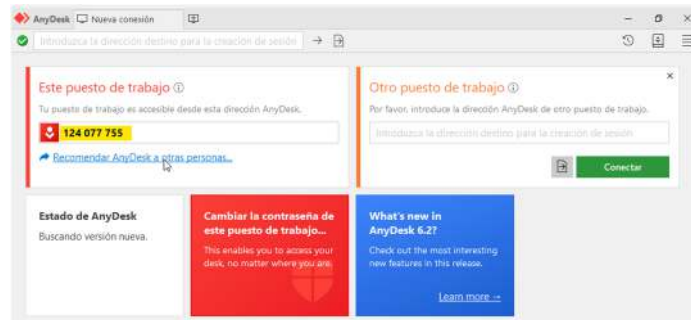 AnyDesk Nueva conexión
Introduzca la dirección destino para la creación de sesión
Este puesto de trabajo
Tu puesto de trabajo es accesible desde esta dirección AnyDesk.
124 077 755
Recomendar AnyDesk a otras personas...
Otro puesto de trabajo
Por favor, introduce la dirección AnyDesk de otro puesto de trabajo.
Introduzca la dirección destino para la creación de sesión
Conectar
Estado de AnyDesk
Buscando versión nueva.
Cambiar la contraseña de
este puesto de trabajo...
This enables you to access your
desk, no matter where you are.
What's new in
AnyDesk 6.2?
Check out the most interesting
new features in this release.
Learn more →